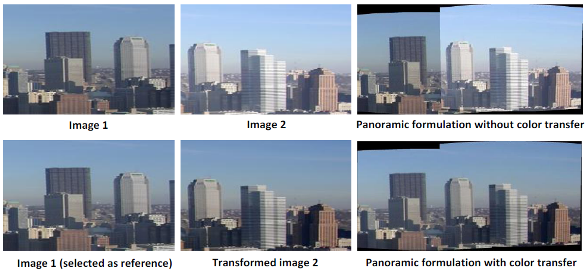 Image 1
Image 2
Panoramic formulation without color transfer
Image 1 (selected as reference)
Transformed image 2
Panoramic formulation with color transfer